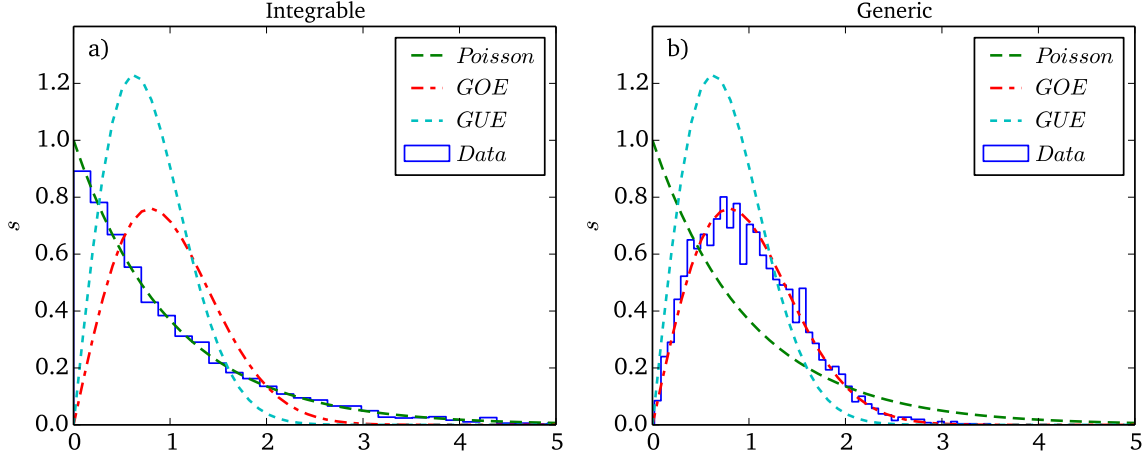 Integrable
a)
Poisson
GOE
GUE
Data
s
1.2
1.0
0.8
0.6
0.4
0.2
0.0
0 1 2 3 4 5
Generic
b)
Poisson
GOE
GUE
Data
s
1.2
1.0
0.8
0.6
0.4
0.2
0.0
0 1 2 3 4 5